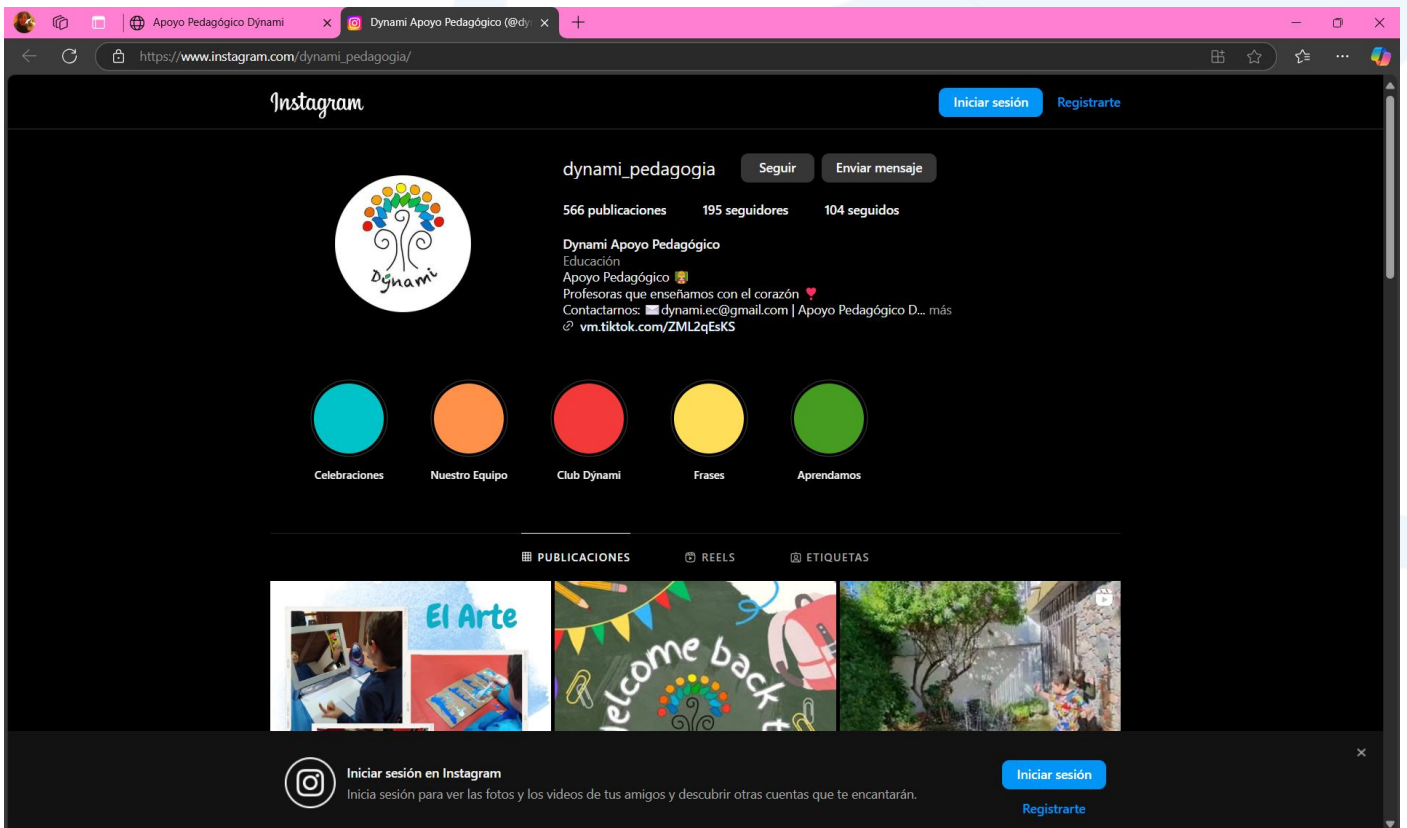 Apoyo Pedagógico Dýnami
Dynami Apoyo Pedagógico (@dy
https://www.instagram.com/dynami_pedagogia/
Instagram
Iniciar sesión
Registrarte
dynami_pedagogia
Seguir
Enviar mensaje
566 publicaciones 195 seguidores 104 seguidos
Dynami Apoyo Pedagógico
Educación
Apoyo Pedagógico
Profesoras que enseñamos con el corazón
Contactarnos: dynami.ec@gmail.com | Apoyo Pedagógico D... más
vm.tiktok.com/ZML2qEsKS
Dýnami
Celebraciones
Nuestro Equipo
Club Dýnami
Frases
Aprendamos
PUBLICACIONES
REELS
ETIQUETAS
El Arte
Welcome back t
Iniciar sesión en Instagram
Inicia sesión para ver las fotos y los videos de tus amigos y descubrir otras cuentas que te encantarán.
Iniciar sesión
Registrarte